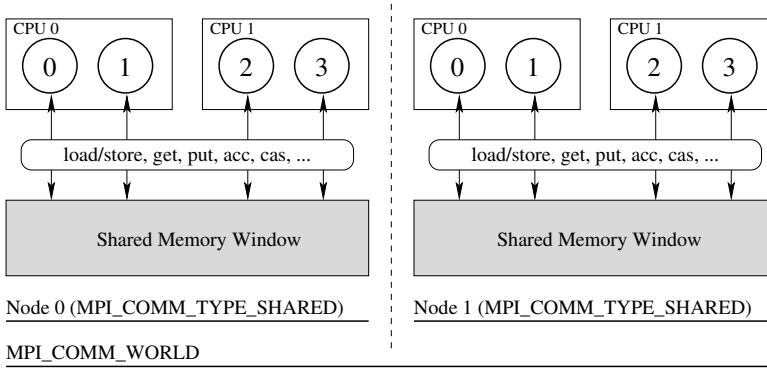 CPU 0
CPU 1
0 1 2 3
load/store, get, put, acc, cas, ...
Shared Memory Window
Node 0 (MPI_COMM_TYPE_SHARED)
CPU 0
CPU 1
0 1 2 3
load/store, get, put, acc, cas, ...
Shared Memory Window
Node 1 (MPI_COMM_TYPE_SHARED)
MPI_COMM_WORLD